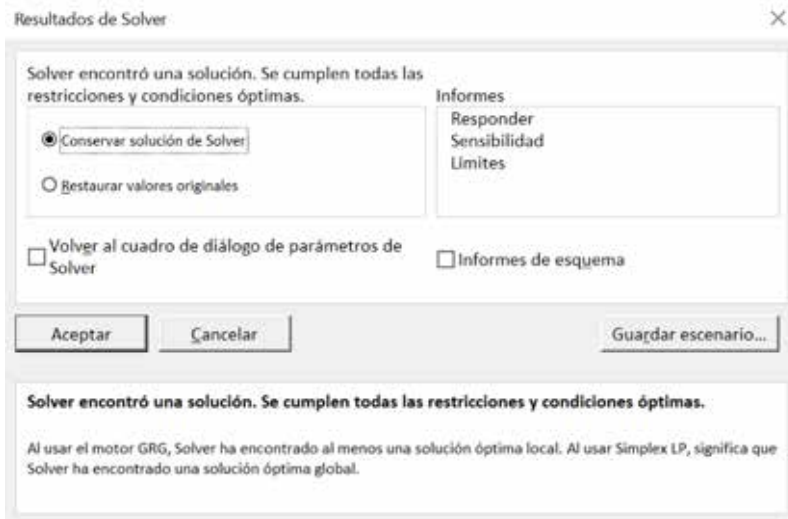 Resultados de Solver
Solver encontró una solución. Se cumplen todas las
restricciones y condiciones óptimas.
Conservar solución de Solver
Restaurar valores originales
Volver al cuadro de diálogo de parámetros de
Solver
Informes
Responder
Sensibilidad
Límites
Informes de esquema
Aceptar
Cancelar
Guardar escenario...
Solver encontró una solución. Se cumplen todas las restricciones y condiciones óptimas.
Al usar el motor GRG, Solver ha encontrado al menos una solución óptima local. Al usar Simplex LP, significa que
Solver ha encontrado una solución óptima global.